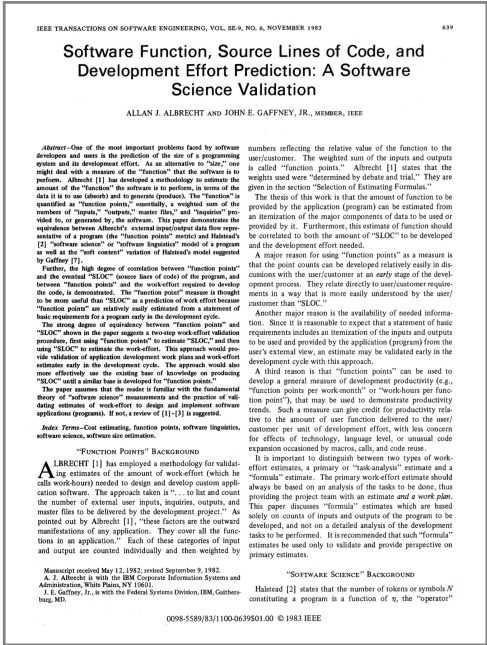 IEEE TRANSACTIONS ON SOFTWARE ENGINEERING, VOL. SE-9, NO. 6, NOVEMBER 1983
639
Software Function, Source Lines of Code, and
Development Effort Prediction: A Software
Science Validation
ALLAN J. ALBRECHT AND JOHN E. GAFFNEY, JR., MEMBER, IEEE
Abstract—One of the most important problems faced by software
developers and users is the prediction of the size of a programming
system and its development effort. As an alternative to "size," one
might deal with a measure of the "function" that the software is to
perform. Albrecht [1] has developed a methodology to estimate the
amount of the "function" the software is to perform, in terms of the
data it is to use (absorb) and to generate (produce). The "function" is
quantified as "function points," essentially, a weighted sum of the
numbers of "inputs," "outputs," master files," and "inquiries" pro-
vided to, or generated by, the software. This paper demonstrates the
equivalence between Albrecht's external input/output data flow repre-
sentative of a program (the "function points" metric) and Halstead's
[2] "software science" or "software linguistics" model of a program
as well as the "soft content" variation of Halstead's model suggested
by Gaffney [7].
Further, the high degree of correlation between "function points"
and the eventual "SLOC" (source lines of code) of the program, and
between "function points" and the work-effort required to develop
the code, is demonstrated. The "function point" measure is thought
to be more useful than "SLOC" as a prediction of work effort because
"function points" are relatively easily estimated from a statement of
basic requirements for a program early in the development cycle.
The strong degree of equivalency between "function points" and
"SLOC" shown in the paper suggests a two-step work-effort validation
procedure, first using "function points" to estimate "SLOC," and then
using "SLOC" to estimate the work-effort. This approach would pro-
vide validation of application development work plans and work-effort
estimates early in the development cycle. The approach would also
more effectively use the existing base of knowledge on producing
"SLOC" until a similar base is developed for "function points."
The paper assumes that the reader is familiar with the fundamental
theory of "software science" measurements and the practice of vali-
dating estimates of work-effort to design and implement software
applications (programs). If not, a review of [1]-[3] is suggested.
Index Terms—Cost estimating, function points, software linguistics,
software science, software size estimation.
"FUNCTION POINTS" BACKGROUND
ALBRECHT [1] has employed a methodology for validat-
ing estimates of the amount of work-effort (which he
calls work-hours) needed to design and develop custom appli-
cation software. The approach taken is "... to list and count
the number of external user inputs, inquiries, outputs, and
master files to be delivered by the development project." As
pointed out by Albrecht [1], "these factors are the outward
manifestations of any application. They cover all the func-
tions in an application." Each of these categories of input
and output are counted individually and then weighted by
Manuscript received May 12, 1982; revised September 9, 1982.
A. J. Albrecht is with the IBM Corporate Information Systems and
Administration, White Plains, NY 10601.
J. E. Gaffney, Jr., is with the Federal Systems Division, IBM, Gaithers-
burg, MD.
numbers reflecting the relative value of the function to the
user/customer. The weighted sum of the inputs and outputs
is called "function points." Albrecht [1] states that the
weights used were "determined by debate and trial." They are
given in the section "Selection of Estimating Formulas."
The thesis of this work is that the amount of function to be
provided by the application (program) can be estimated from
an itemization of the major components of data to be used or
provided by it. Furthermore, this estimate of function should
be correlated to both the amount of "SLOC" to be developed
and the development effort needed.
A major reason for using "function points" as a measure is
that the point counts can be developed relatively easily in dis-
cussions with the user/customer at an early stage of the devel-
opment process. They relate directly to user/customer require-
ments in a way that is more easily understood by the user/
customer than "SLOC."
Another major reason is the availability of needed informa-
tion. Since it is reasonable to expect that a statement of basic
requirements includes an itemization of the inputs and outputs
to be used and provided by the application (program) from the
user's external view, an estimate may be validated early in the
development cycle with this approach.
A third reason is that "function points" can be used to
develop a general measure of development productivity (e.g.,
"function points per work-month" or "work-hours per func-
tion point"), that may be used to demonstrate productivity
trends. Such a measure can give credit for productivity rela-
tive to the amount of user function delivered to the user/
customer per unit of development effort, with less concern
for effects of technology, language level, or unusual code
expansion occasioned by macros, calls, and code reuse.
It is important to distinguish between two types of work-
effort estimates, a primary or "task-analysis" estimate and a
"formula" estimate. The primary work-effort estimate should
always be based on an analysis of the tasks to be done, thus
providing the project team with an estimate and a work plan.
This paper discusses "formula" estimates which are based
solely on counts of inputs and outputs of the program to be
developed, and not on a detailed analysis of the development
tasks to be performed. It is recommended that such "formula"
estimates be used only to validate and provide perspective on
primary estimates.
"SOFTWARE SCIENCE" BACKGROUND
Halstead [2] states that the number of tokens or symbols N
constituting a program is a function of η, the "operator"
0098-5589/83/1100-0639$01.00 © 1983 IEEE